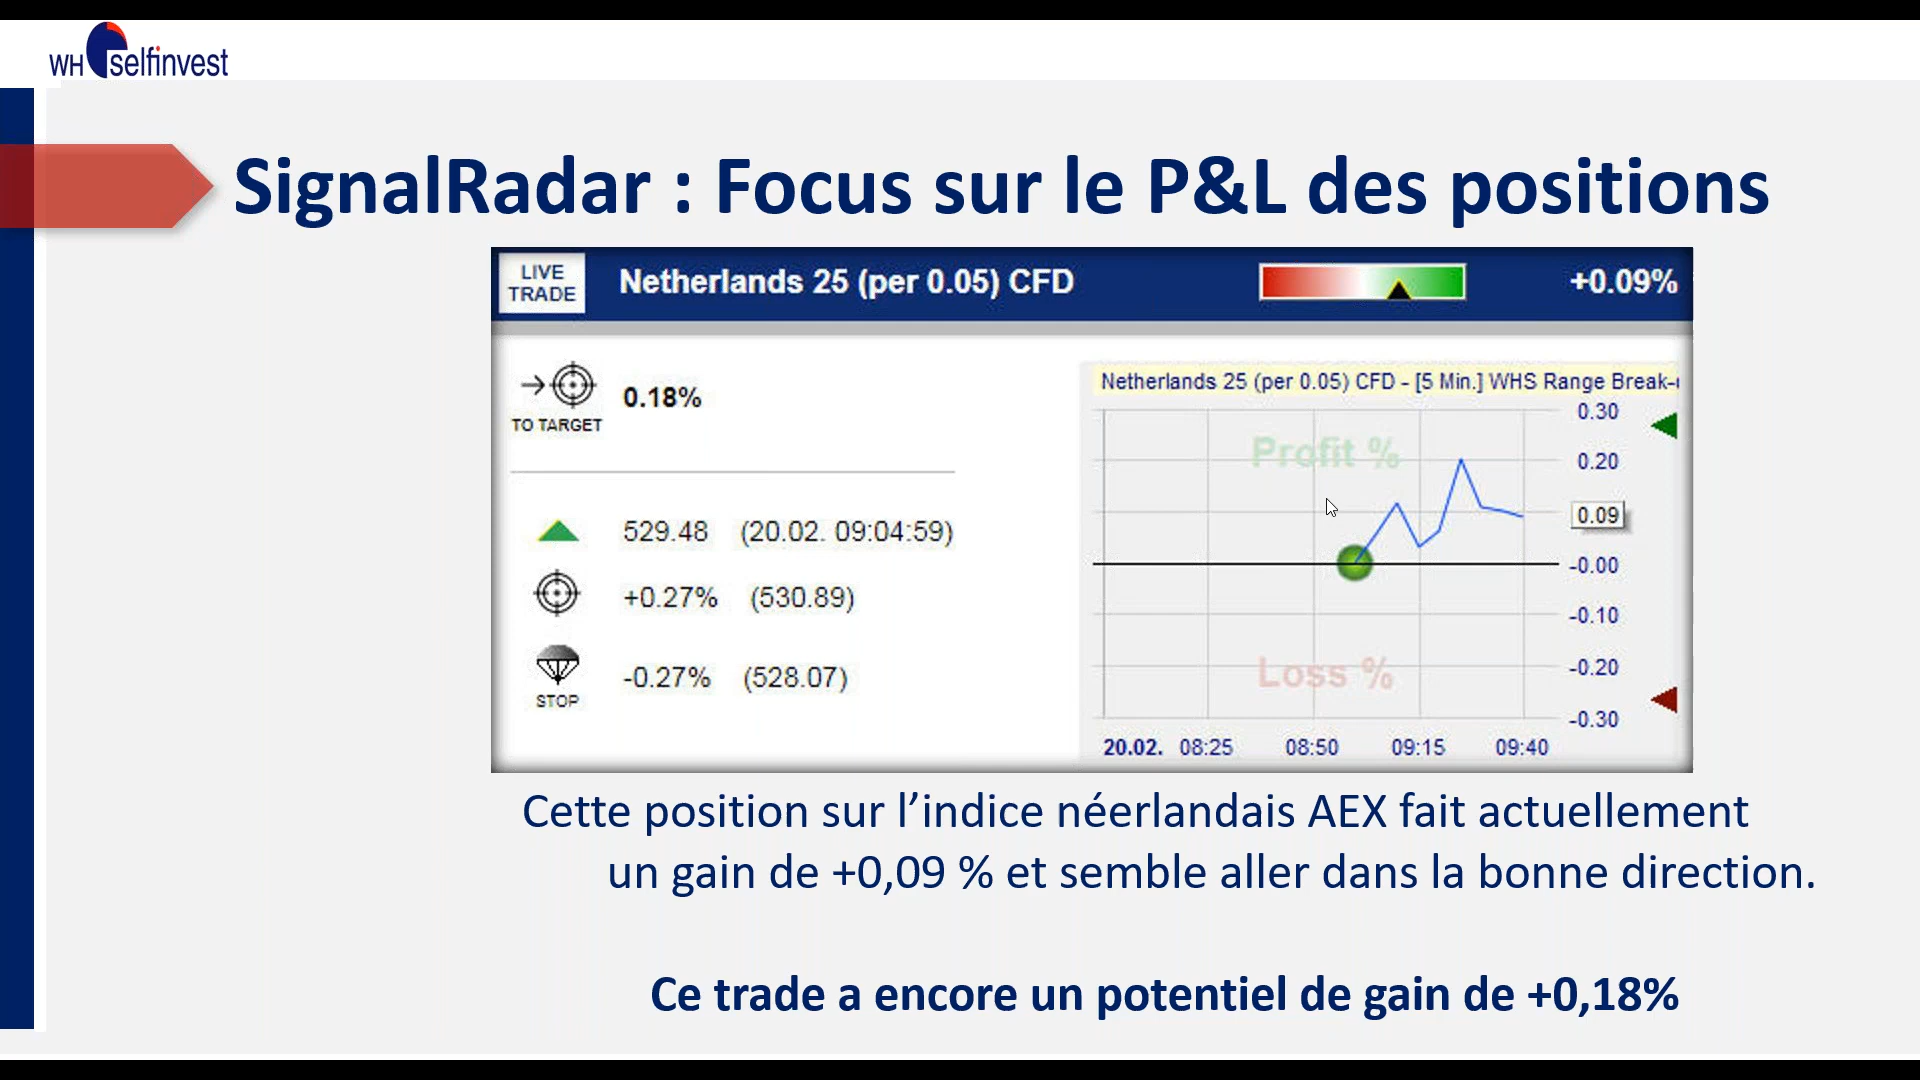 WH selfinvest
SignalRadar : Focus sur le P&L des positions
LIVE
TRADE
Netherlands 25 (per 0.05) CFD
+0.09%
TO TARGET
0.18%
529.48 (20.02. 09:04:59)
+0.27% (530.89)
STOP
-0.27% (528.07)
Netherlands 25 (per 0.05) CFD - [5 Min.] WHS Range Break-
Profit %
Loss %
0.30
0.20
0.09
-0.00
-0.10
-0.20
-0.30
20.02. 08:25 08:50 09:15 09:40
Cette position sur l’indice néerlandais AEX fait actuellement
un gain de +0,09 % et semble aller dans la bonne direction.
Ce trade a encore un potentiel de gain de +0,18%